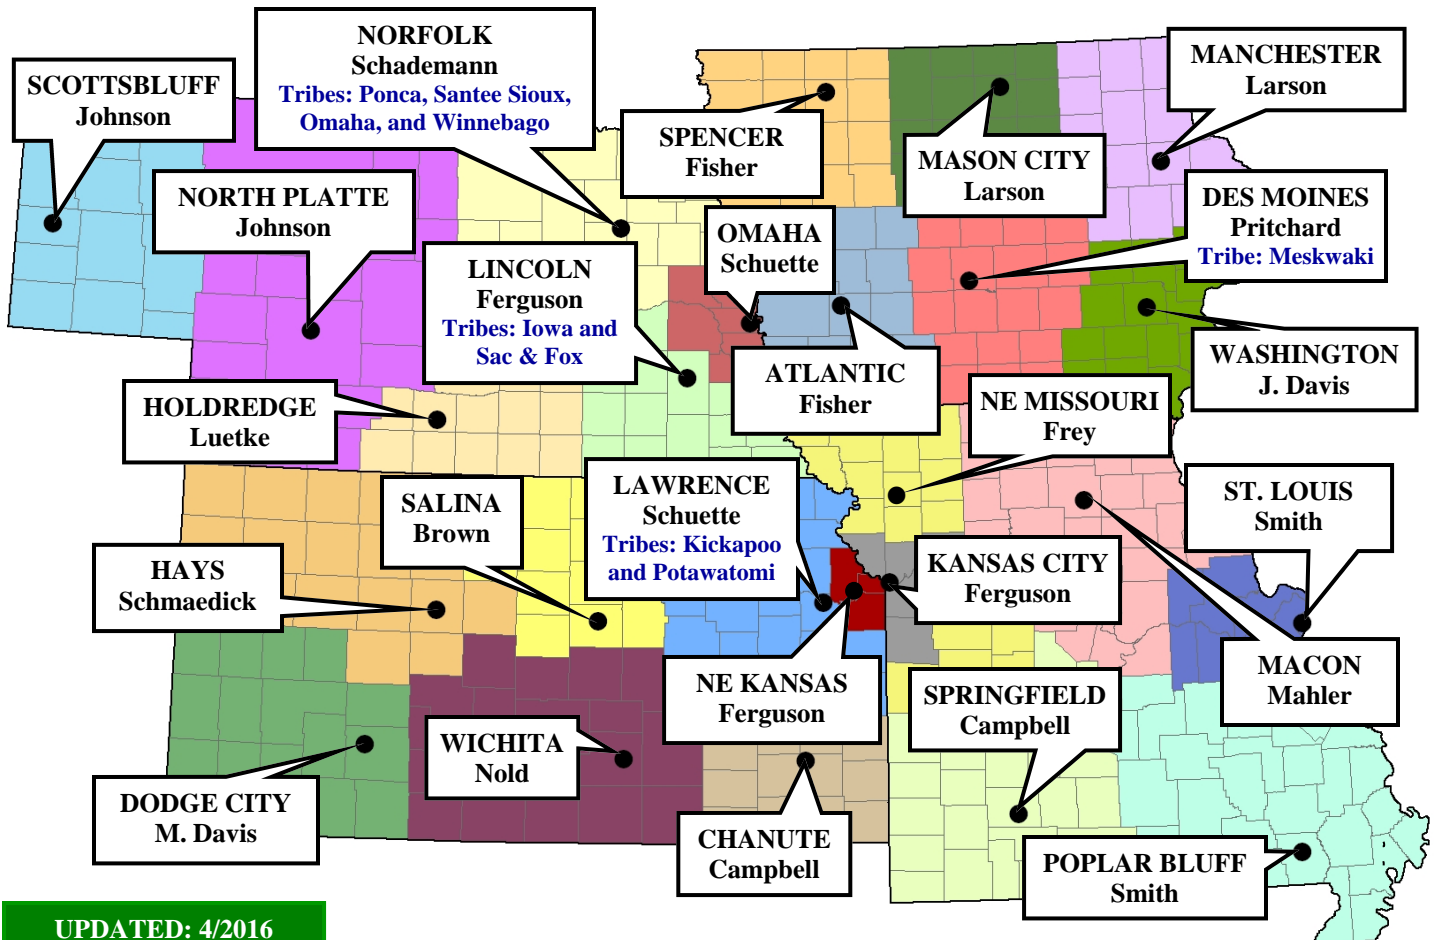 NORFOLK
Schademann
Tribes: Ponca, Santee Sioux,
Omaha, and Winnebago
SCOTTSBLUFF
Johnson
MANCHESTER
Larson
SPENCER
Fisher
MASON CITY
Larson
NORTH PLATTE
Johnson
DES MOINES
Pritchard
Tribe: Meskwaki
OMAHA
Schuette
LINCOLN
Ferguson
Tribes: Iowa and
Sac & Fox
WASHINGTON
J. Davis
ATLANTIC
Fisher
HOLDREDGE
Luetke
NE MISSOURI
Frey
SALINA
Brown
LAWRENCE
Schuette
Tribes: Kickapoo
and Potawatomi
ST. LOUIS
Smith
HAYS
Schmaedick
KANSAS CITY
Ferguson
MACON
Mahler
NE KANSAS
Ferguson
SPRINGFIELD
Campbell
WICHITA
Nold
DODGE CITY
M. Davis
CHANUTE
Campbell
POPLAR BLUFF
Smith
UPDATED: 4/2016